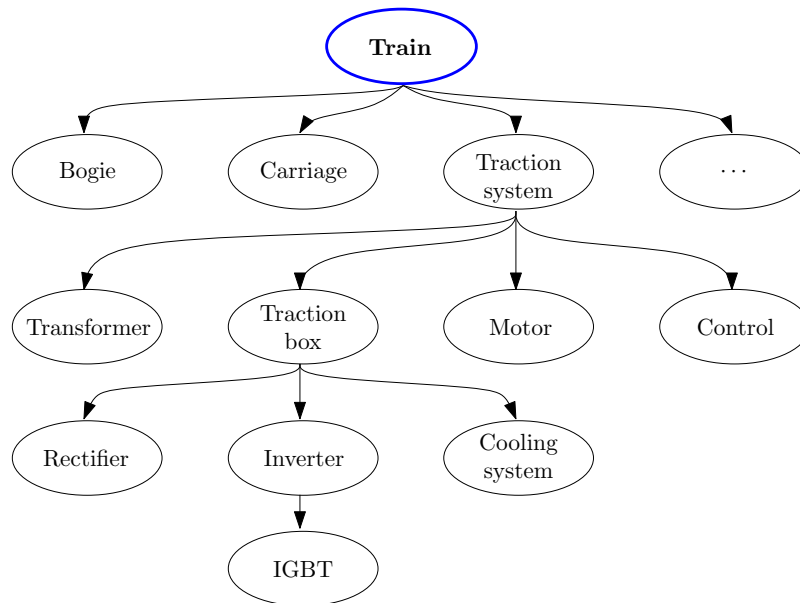 Train
Bogie
Carriage
Traction
system
···
Transformer
Traction
box
Motor
Control
Rectifier
Inverter
Cooling
system
IGBT